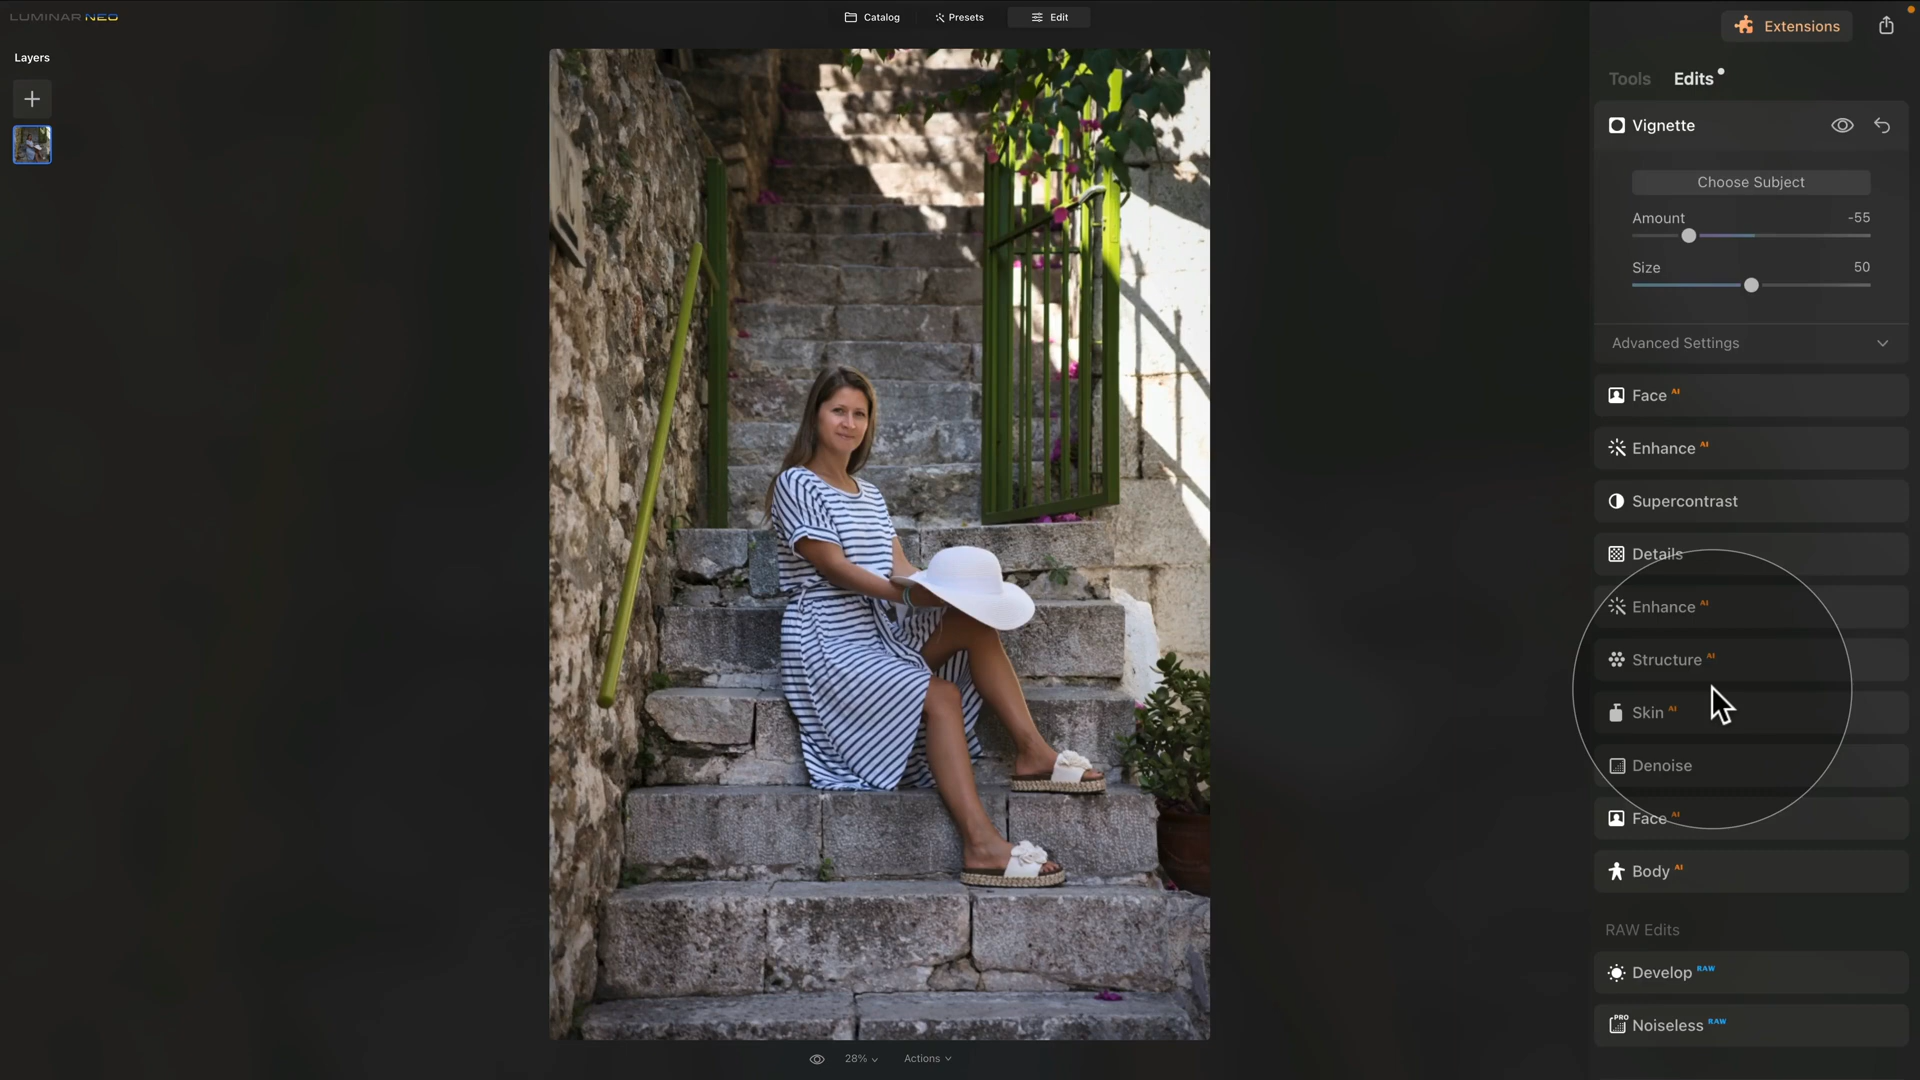 LUMINAR NEO
Catalog
Presets
Edit
Extensions
Layers
Tools
Edits
Vignette
Choose Subject
Amount -55
Size 50
Advanced Settings
Face AI
Enhance AI
Supercontrast
Details
Enhance AI
Structure AI
Skin AI
Denoise
Face AI
Body AI
RAW Edits
Develop RAW
PRO
Noiseless RAW
28%
Actions